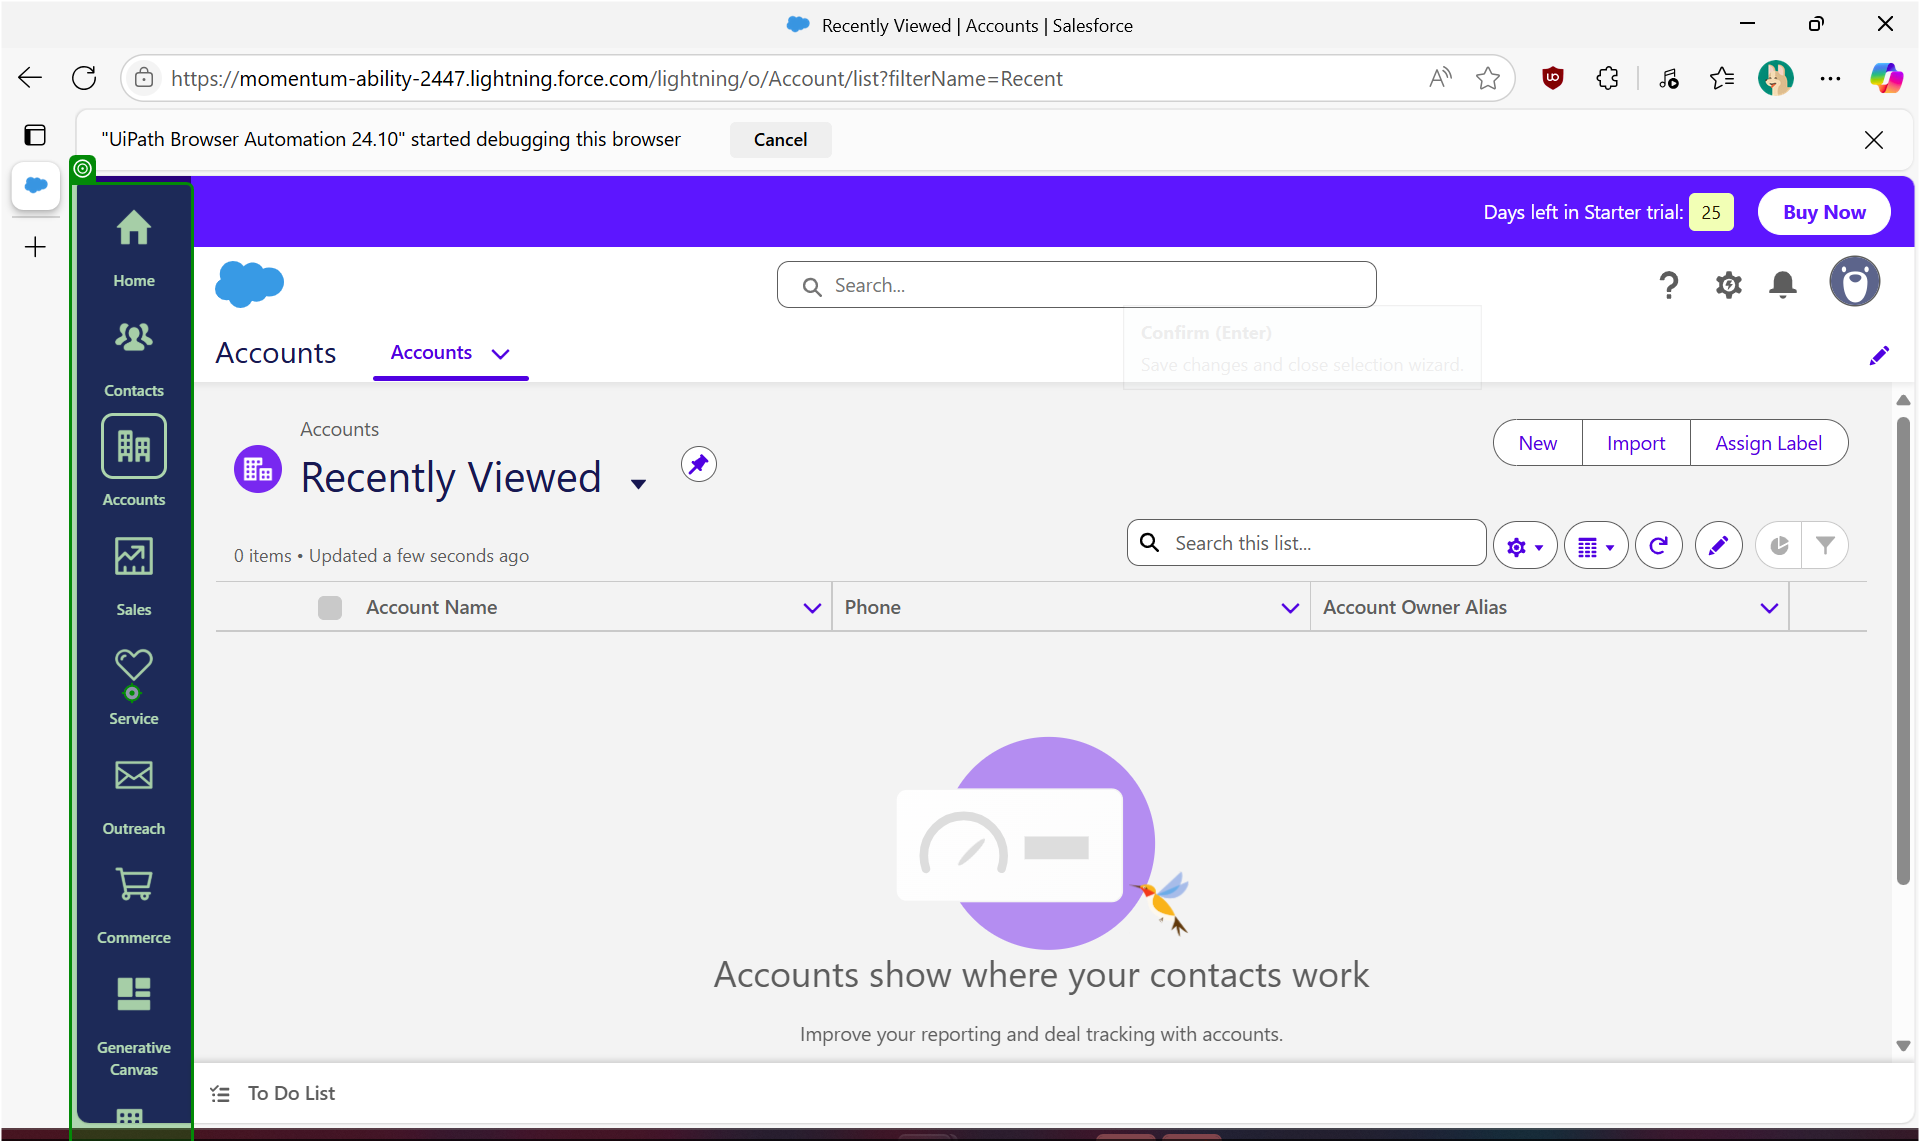 Recently Viewed | Accounts | Salesforce
https://momentum-ability-2447.lightning.force.com/lightning/o/Account/list?filterName=Recent
"UiPath Browser Automation 24.10" started debugging this browser
Cancel
Days left in Starter trial: 25
Buy Now
Home
Contacts
Accounts
Sales
Service
Outreach
Commerce
Generative
Canvas
Search...
Confirm (Enter)
Save changes and close selection wizard.
Accounts
Accounts
Accounts
Recently Viewed
New
Import
Assign Label
0 items • Updated a few seconds ago
Search this list...
Account Name
Phone
Account Owner Alias
Accounts show where your contacts work
Improve your reporting and deal tracking with accounts.
To Do List